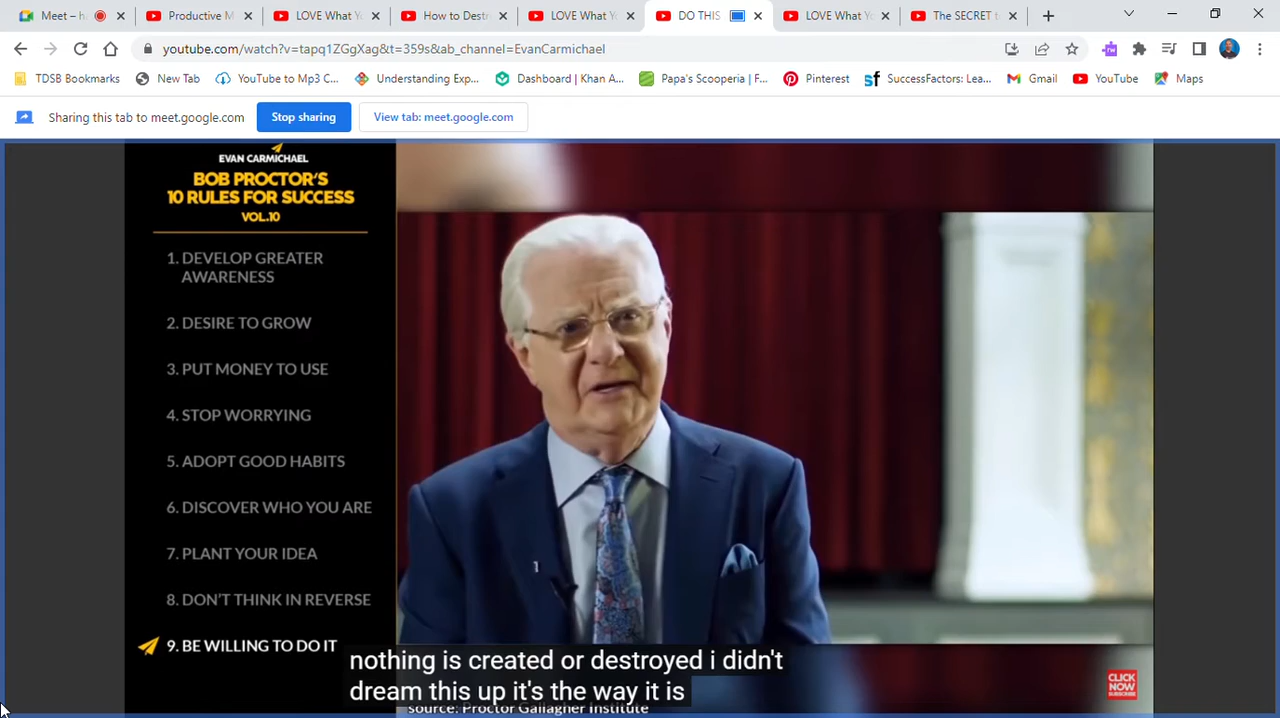 Meet – h
Productive M
LOVE What Yo
How to Destr
LOVE What Yo
DO THIS
LOVE What Yo
The SECRET t
youtube.com/watch?v=tapq1ZGgXag&t=359s&ab_channel=EvanCarmichael
TDSB Bookmarks
New Tab
YouTube to Mp3 C...
Understanding Exp...
Dashboard | Khan A...
Papa's Scooperia | F...
Pinterest
SuccessFactors: Lea...
Gmail
YouTube
Maps
Sharing this tab to meet.google.com
Stop sharing
View tab: meet.google.com
EVAN CARMICHAEL
BOB PROCTOR'S
10 RULES FOR SUCCESS
VOL.10
1. DEVELOP GREATER
AWARENESS
2. DESIRE TO GROW
3. PUT MONEY TO USE
4. STOP WORRYING
5. ADOPT GOOD HABITS
6. DISCOVER WHO YOU ARE
7. PLANT YOUR IDEA
8. DON'T THINK IN REVERSE
9. BE WILLING TO DO IT
nothing is created or destroyed i didn't
dream this up it's the way it is
source: Proctor Gallagher Institute
CLICK
NOW
SUBSCRIBE